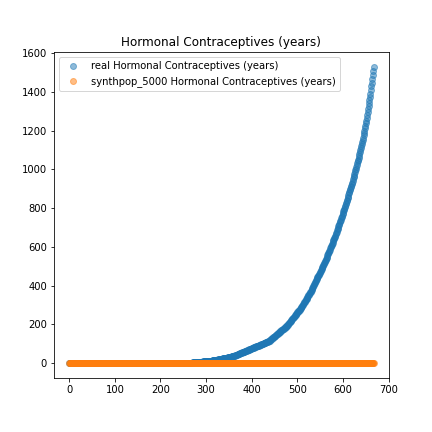 Hormonal Contraceptives (years)
real Hormonal Contraceptives (years)
synthpop_5000 Hormonal Contraceptives (years)
1600
1400
1200
1000
800
600
400
200
0
0 100 200 300 400 500 600 700